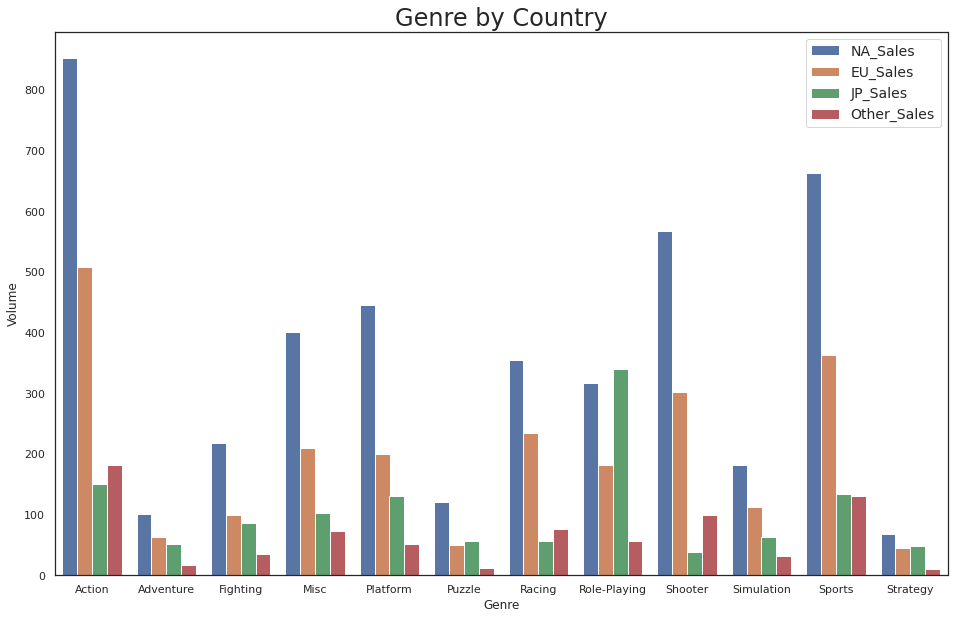 Genre by Country
NA_Sales
EU_Sales
JP_Sales
Other_Sales
Volume
800
700
600
500
400
300
200
100
0
Action Adventure Fighting Misc Platform Puzzle Racing Role-Playing Shooter Simulation Sports Strategy
Genre